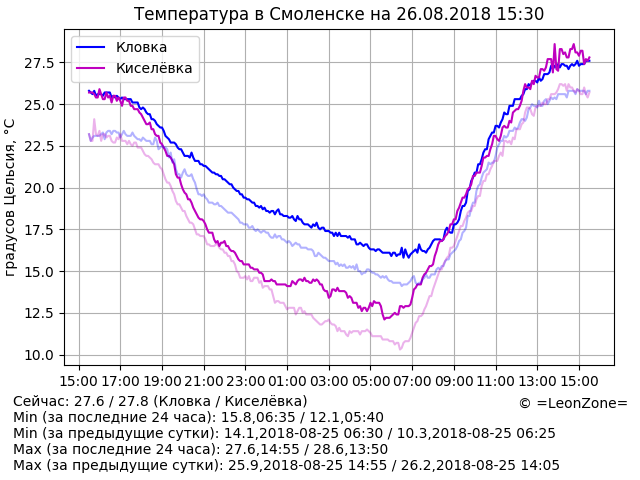 Температура в Смоленске на 26.08.2018 15:30
градусов Цельсия, °C
27.5
25.0
22.5
20.0
17.5
15.0
12.5
10.0
Кловка
Киселёвка
15:00 17:00 19:00 21:00 23:00 01:00 03:00 05:00 07:00 09:00 11:00 13:00 15:00
Сейчас: 27.6 / 27.8 (Кловка / Киселёвка)
© =LeonZone=
Min (за последние 24 часа): 15.8,06:35 / 12.1,05:40
Min (за предыдущие сутки): 14.1,2018-08-25 06:30 / 10.3,2018-08-25 06:25
Max (за последние 24 часа): 27.6,14:55 / 28.6,13:50
Max (за предыдущие сутки): 25.9,2018-08-25 14:55 / 26.2,2018-08-25 14:05